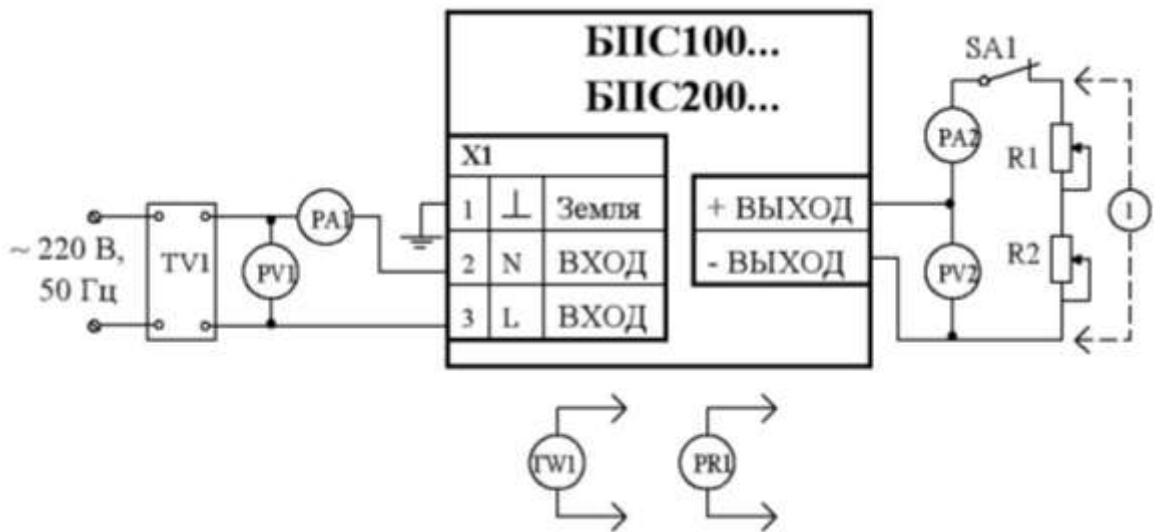 БПС100...
БПС200...
X1
1 ⊥ Земля
2 N ВХОД
3 L ВХОД
+ ВЫХОД
- ВЫХОД
~ 220 В,
50 Гц
TV1
PV1
PA1
SA1
PA2
PV2
R1
R2
1
ГW1
PR1